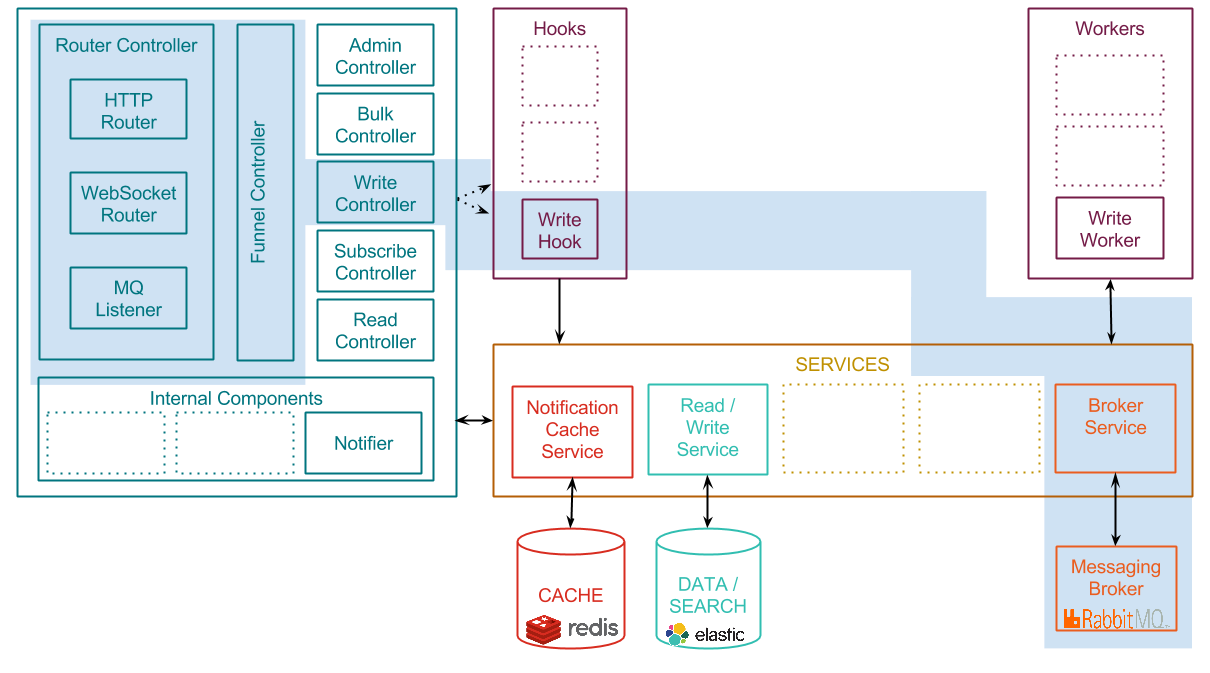 Router Controller
HTTP
Router
WebSocket
Router
MQ
Listener
Funnel Controller
Admin
Controller
Bulk
Controller
Write
Controller
Subscribe
Controller
Read
Controller
Internal Components
Notifier
Hooks
Write
Hook
Workers
Write
Worker
SERVICES
Notification
Cache
Service
Read /
Write
Service
Broker
Service
CACHE
redis
DATA /
SEARCH
elastic
Messaging
Broker
RabbitMQ